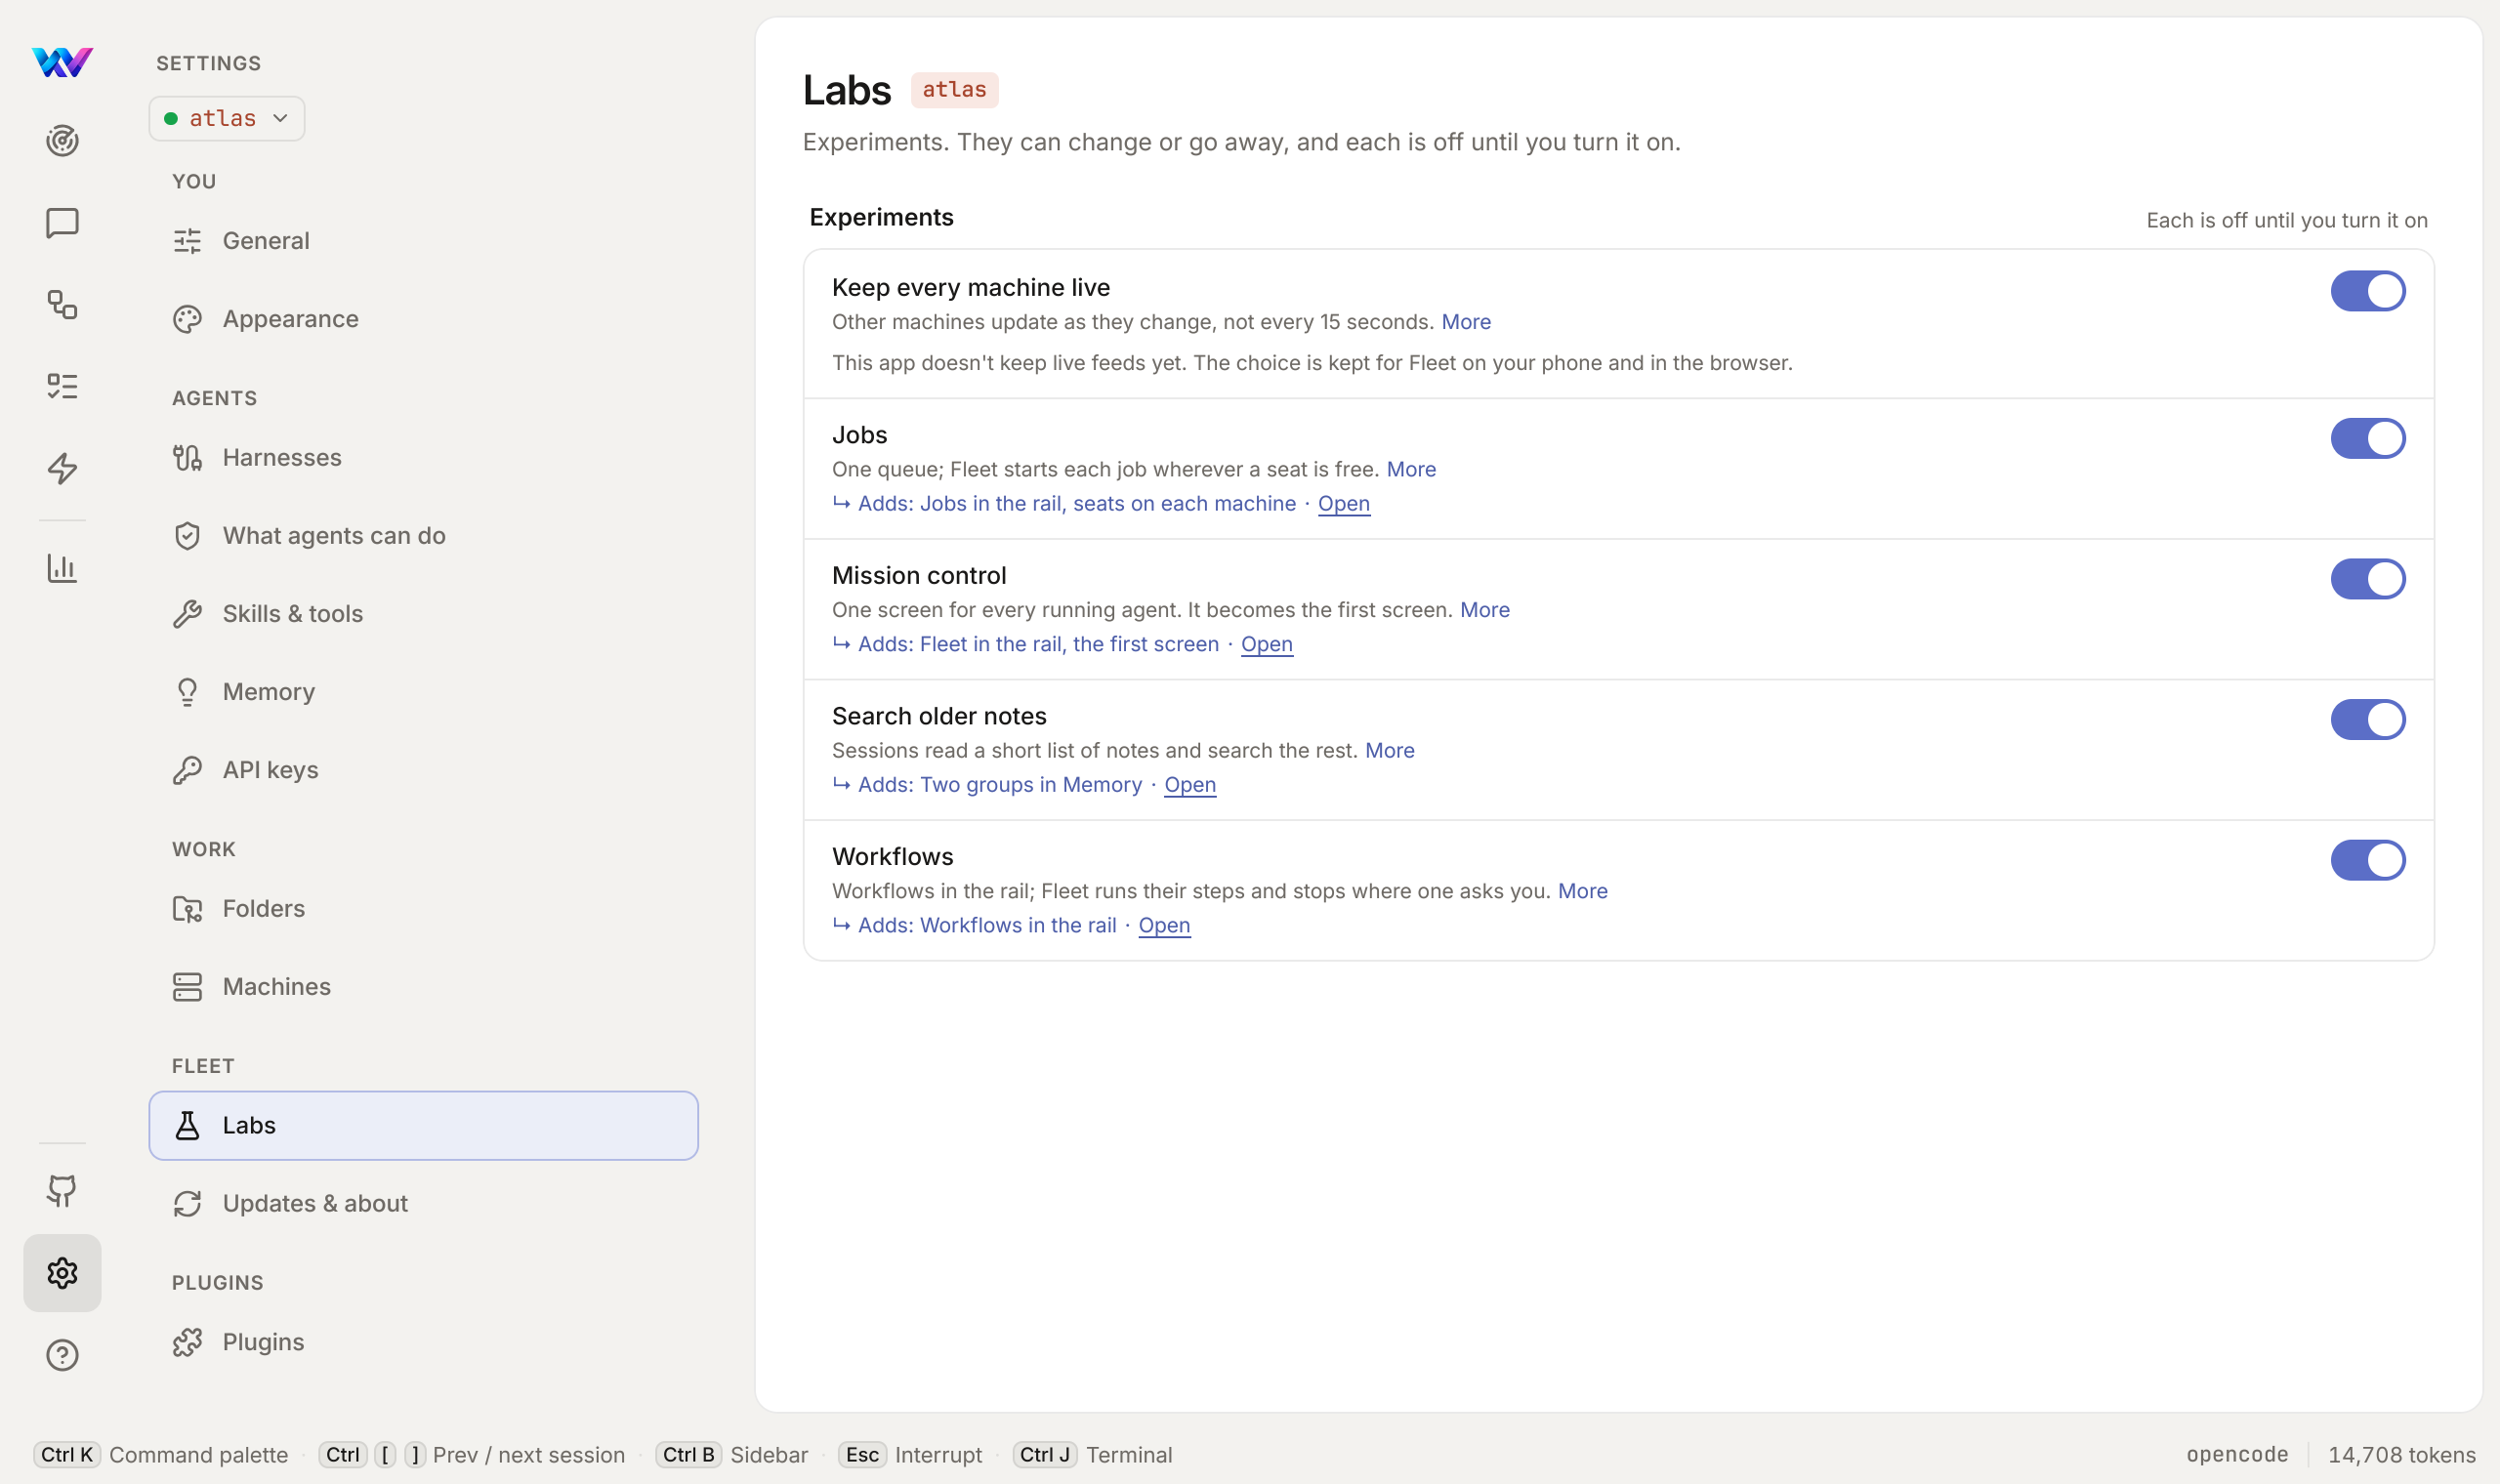 SETTINGS
atlas
YOU
General
Appearance
AGENTS
Harnesses
What agents can do
Skills & tools
Memory
API keys
WORK
Folders
Machines
FLEET
Labs
Updates & about
PLUGINS
Plugins
Labs atlas
Experiments. They can change or go away, and each is off until you turn it on.
Experiments Each is off until you turn it on
Keep every machine live
Other machines update as they change, not every 15 seconds. More
This app doesn't keep live feeds yet. The choice is kept for Fleet on your phone and in the browser.
Jobs
One queue; Fleet starts each job wherever a seat is free. More
↳ Adds: Jobs in the rail, seats on each machine · Open
Mission control
One screen for every running agent. It becomes the first screen. More
↳ Adds: Fleet in the rail, the first screen · Open
Search older notes
Sessions read a short list of notes and search the rest. More
↳ Adds: Two groups in Memory · Open
Workflows
Workflows in the rail; Fleet runs their steps and stops where one asks you. More
↳ Adds: Workflows in the rail · Open
Ctrl K Command palette · Ctrl [ ] Prev / next session · Ctrl B Sidebar · Esc Interrupt · Ctrl J Terminal opencode 14,708 tokens